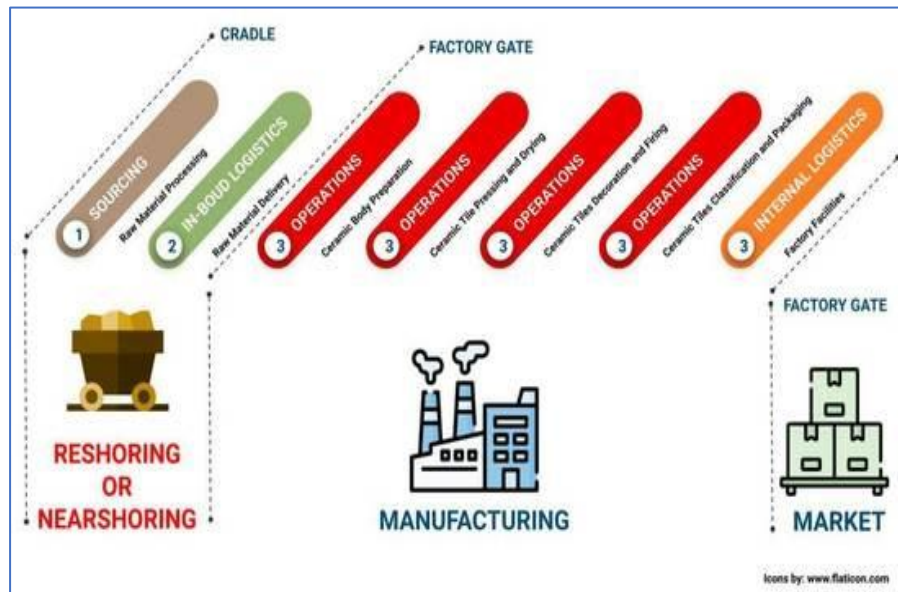 CRADLE
FACTORY GATE
1
SOURCING
Raw Material Processing
2
IN-BOUD LOGISTICS
Raw Material Delivery
3
OPERATIONS
Ceramic Body Preparation
3
OPERATIONS
Ceramic Tile Pressing and Drying
3
OPERATIONS
Ceramic Tiles Decoration and Firing
3
OPERATIONS
Ceramic Tiles Classification and Packaging
3
INTERNAL LOGISTICS
Factory Facilities
FACTORY GATE
RESHORING
OR
NEARSHORING
MANUFACTURING
MARKET
Icons by: www.flaticon.com